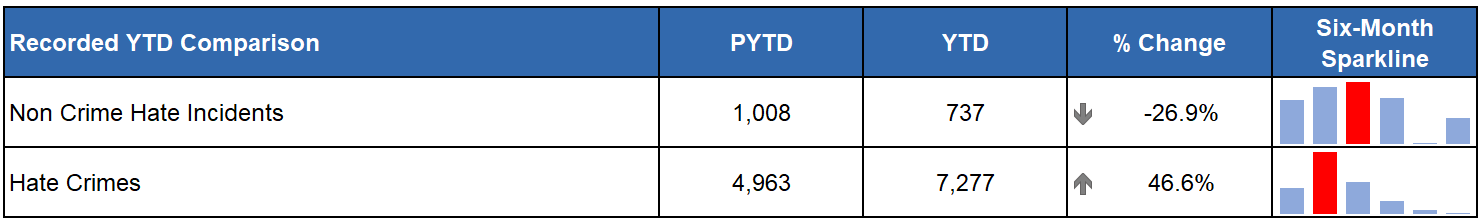 Recorded YTD Comparison PYTD YTD % Change Six-Month Sparkline
Non Crime Hate Incidents 1,008 737 -26.9%
Hate Crimes 4,963 7,277 46.6%